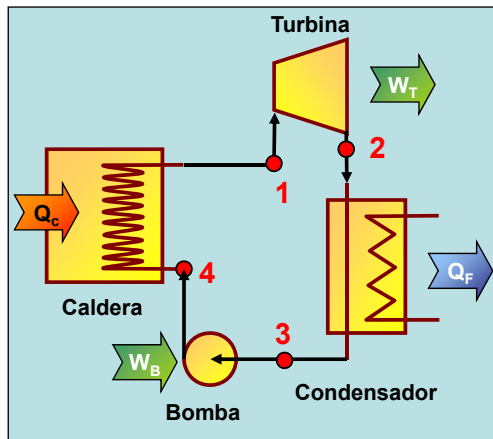 Turbina
W_T
2
1
Q_c
4
Q_F
Caldera
3
W_B
Condensador
Bomba